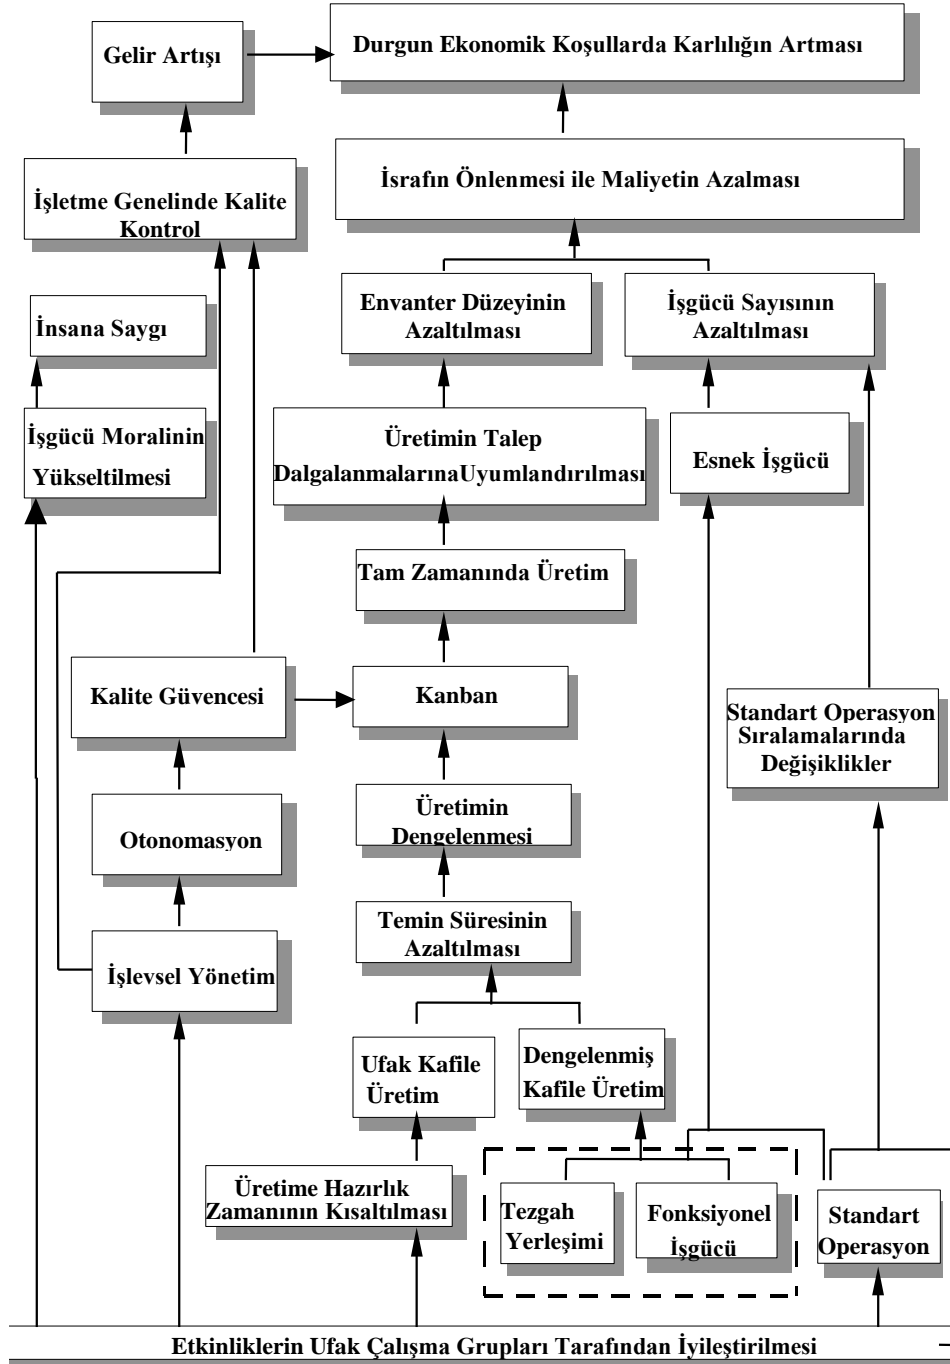 Gelir Artışı
Durgun Ekonomik Koşullarda Karlılığın Artması
İsrafın Önlenmesi ile Maliyetin Azalması
İşletme Genelinde Kalite
Kontrol
Envanter Düzeyinin
Azaltılması
İşgücü Sayısının
Azaltılması
İnsana Saygı
İşgücü Moralinin
Yükseltilmesi
Üretimin Talep
DalgalanmalarınaUyumlandırılması
Esnek İşgücü
Tam Zamanında Üretim
Kalite Güvencesi
Kanban
Standart Operasyon
Sıralamalarında
Değişiklikler
Otonomasyon
Üretimin
Dengelenmesi
Temin Süresinin
Azaltılması
İşlevsel Yönetim
Ufak Kafile
Üretim
Dengelenmiş
Kafile Üretim
Üretime Hazırlık
Zamanının Kısaltılması
Tezgah
Yerleşimi
Fonksiyonel
İşgücü
Standart
Operasyon
Etkinliklerin Ufak Çalışma Grupları Tarafından İyileştirilmesi